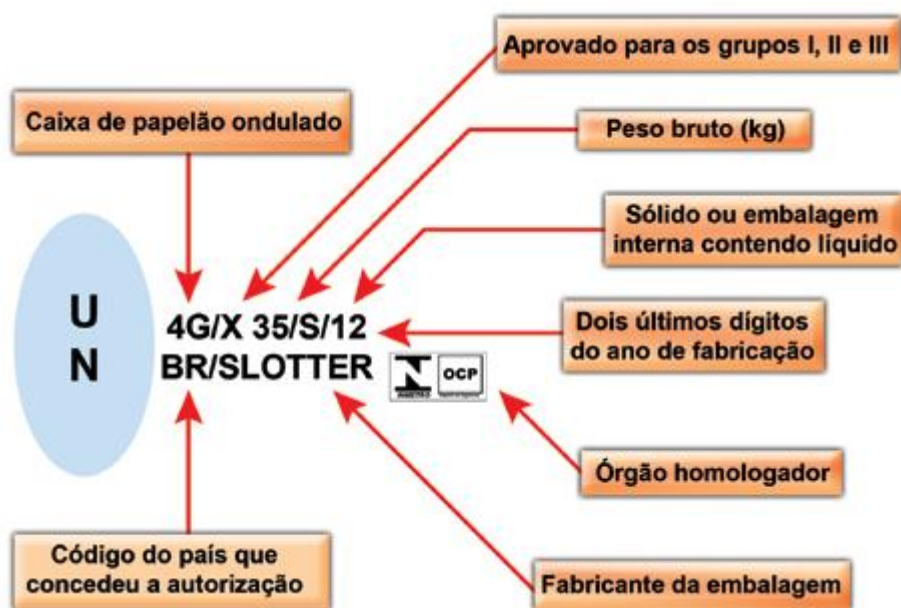 Aprovado para os grupos I, II e III
Caixa de papelão ondulado
Peso bruto (kg)
Sólido ou embalagem
interna contendo líquido
U
N
4G/X 35/S/12
BR/SLOTTER
INMETRO
OCP
Dois últimos dígitos
do ano de fabricação
Órgão homologador
Código do país que
concedeu a autorização
Fabricante da embalagem